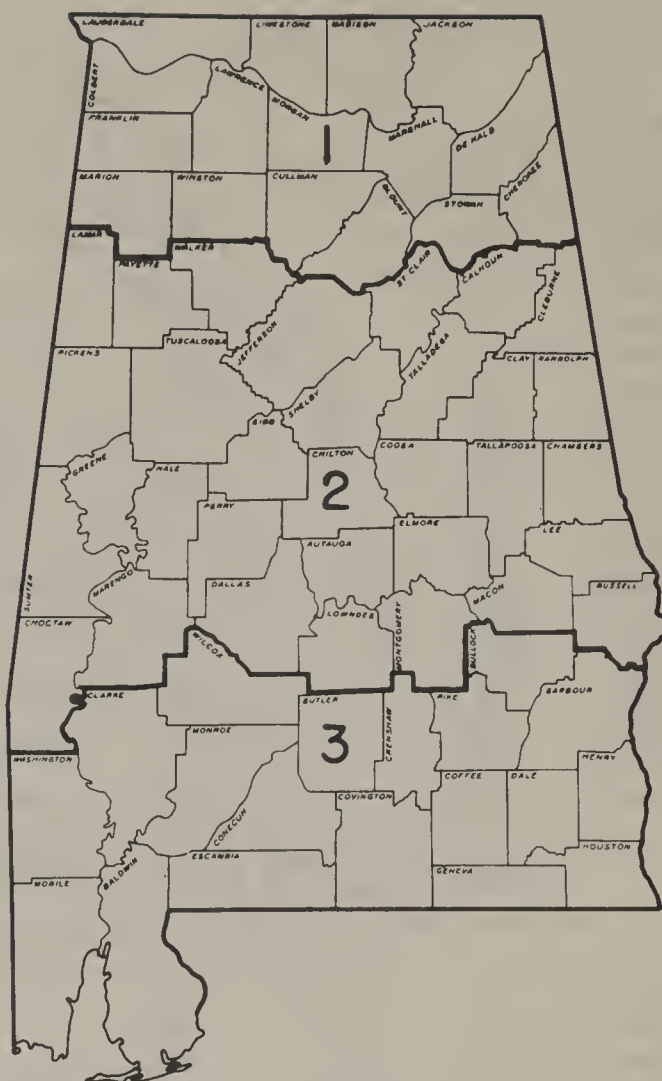 LAUDERDALE
LIMESTONE
MADISON
JACKSON
COLBERT
LAWRENCE
MORGAN
FRANKLIN
1
MARSHALL
DE KALB
MARION
WINSTON
CULLMAN
BLOUNT
ETOWAH
CHEROKEE
LAMAR
FAYETTE
WALKER
ST CLAIR
CALHOUN
CLEBURNE
JEFFERSON
TUSCALOOSA
PICKENS
SHELBY
TALLADEGA
CLAY
RANDOLPH
BIBB
GREENE
HALE
CHILTON
COOSA
TALLAPOOSA
CHAMBERS
2
PERRY
AUTAUGA
ELMORE
LEE
SUMTER
MARENGO
DALLAS
LOWNDES
MONTGOMERY
MACON
RUSSELL
CHOCTAW
WILCOX
BULLOCK
CLARKE
BUTLER
CRENSHAW
PIKE
BARBOUR
WASHINGTON
MONROE
3
HENRY
CONECUH
COVINGTON
COFFEE
DALE
ESCAMBIA
HOUSTON
GENEVA
MOBILE
BALDWIN